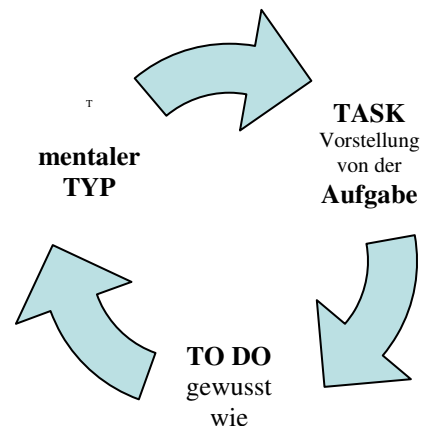 T
mentaler
TYP
TASK
Vorstellung
von der
Aufgabe
TO DO
gewusst
wie